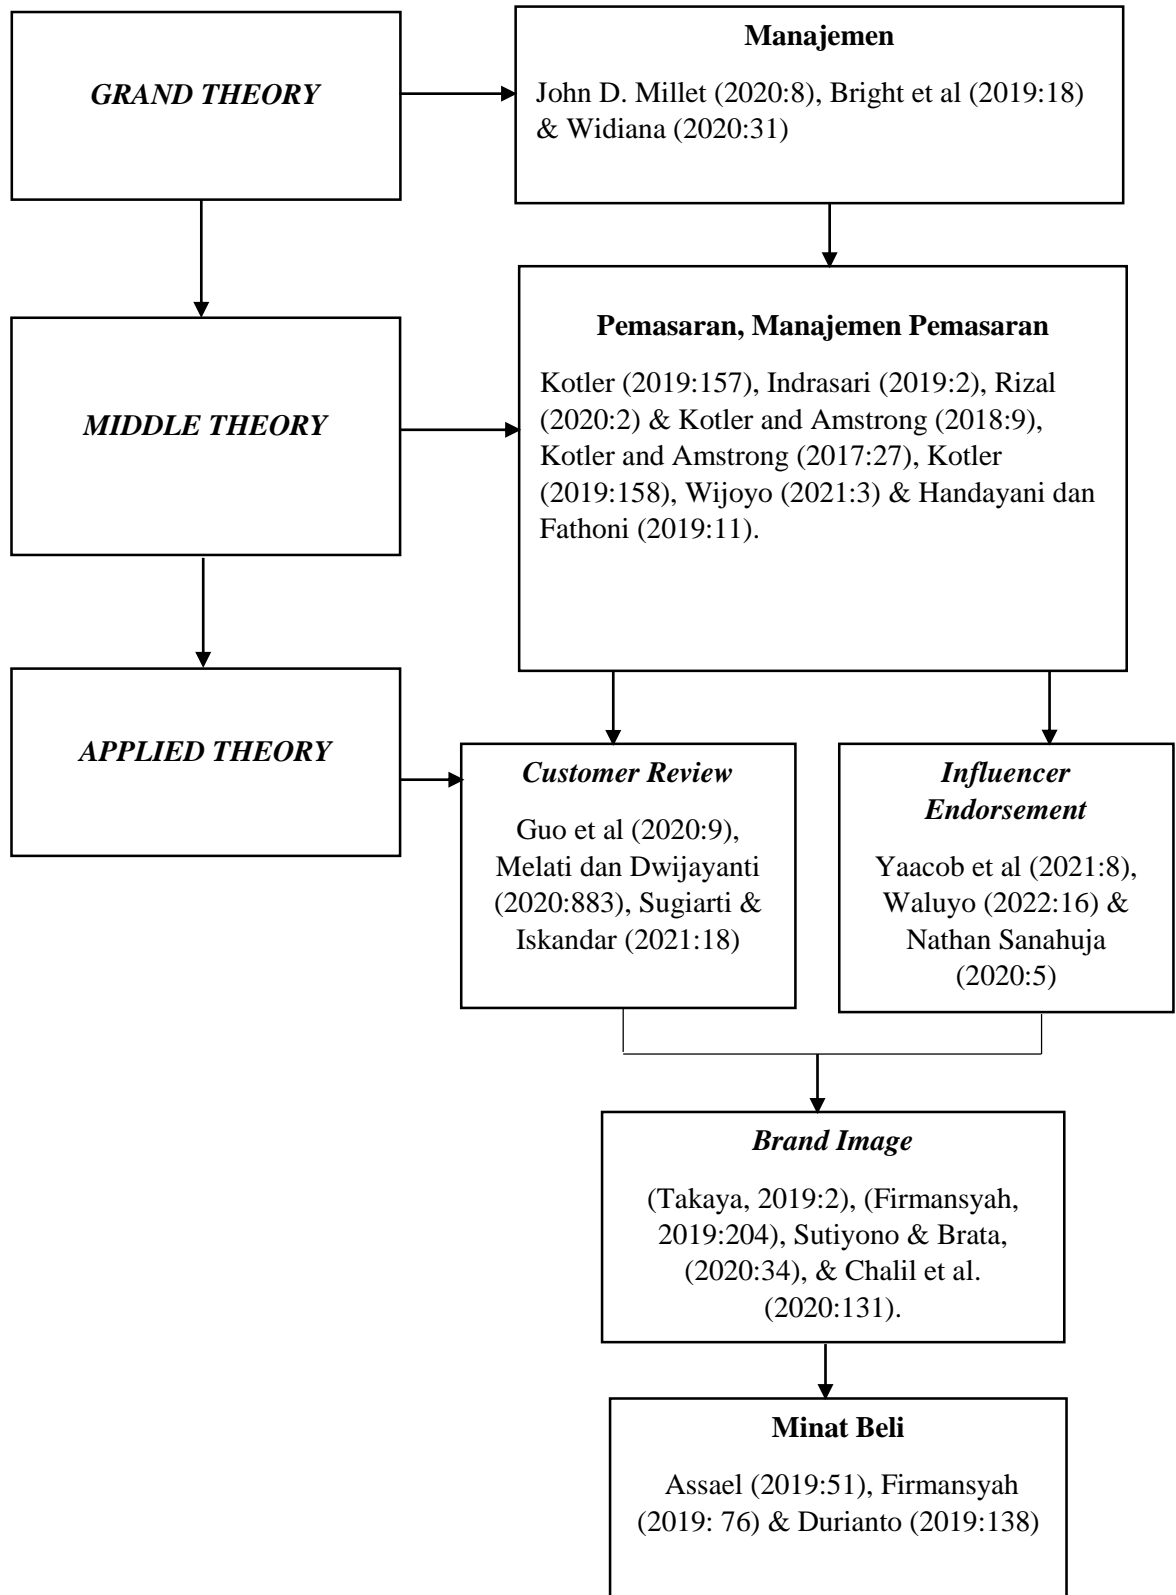 GRAND THEORY
Manajemen
John D. Millet (2020:8), Bright et al (2019:18)
& Widiana (2020:31)
MIDDLE THEORY
Pemasaran, Manajemen Pemasaran
Kotler (2019:157), Indrasari (2019:2), Rizal
(2020:2) & Kotler and Amstrong (2018:9),
Kotler and Amstrong (2017:27), Kotler
(2019:158), Wijoyo (2021:3) & Handayani dan
Fathoni (2019:11).
APPLIED THEORY
Customer Review
Guo et al (2020:9),
Melati dan Dwijayanti
(2020:883), Sugiarti &
Iskandar (2021:18)
Influencer
Endorsement
Yaacob et al (2021:8),
Waluyo (2022:16) &
Nathan Sanahuja
(2020:5)
Brand Image
(Takaya, 2019:2), (Firmansyah,
2019:204), Sutiyono & Brata,
(2020:34), & Chalil et al.
(2020:131).
Minat Beli
Assael (2019:51), Firmansyah
(2019: 76) & Durianto (2019:138)